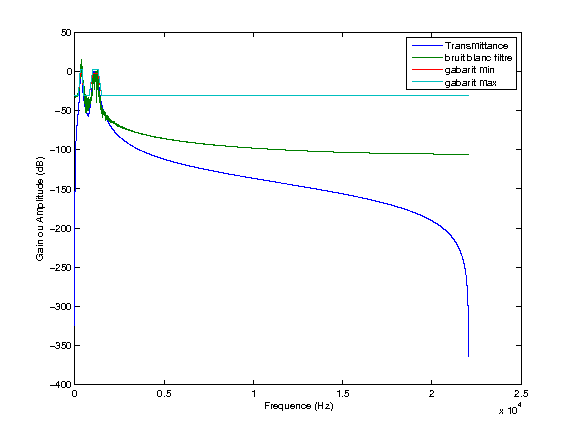 50
0
−50
−100
−150
−200
−250
−300
−350
−400
Gain ou Amplitude (dB)
Transmittance
bruit blanc filtre
gabarit Min
gabarit Max
0
0.5
1
1.5
2
2.5
x 10^4
Frequence (Hz)